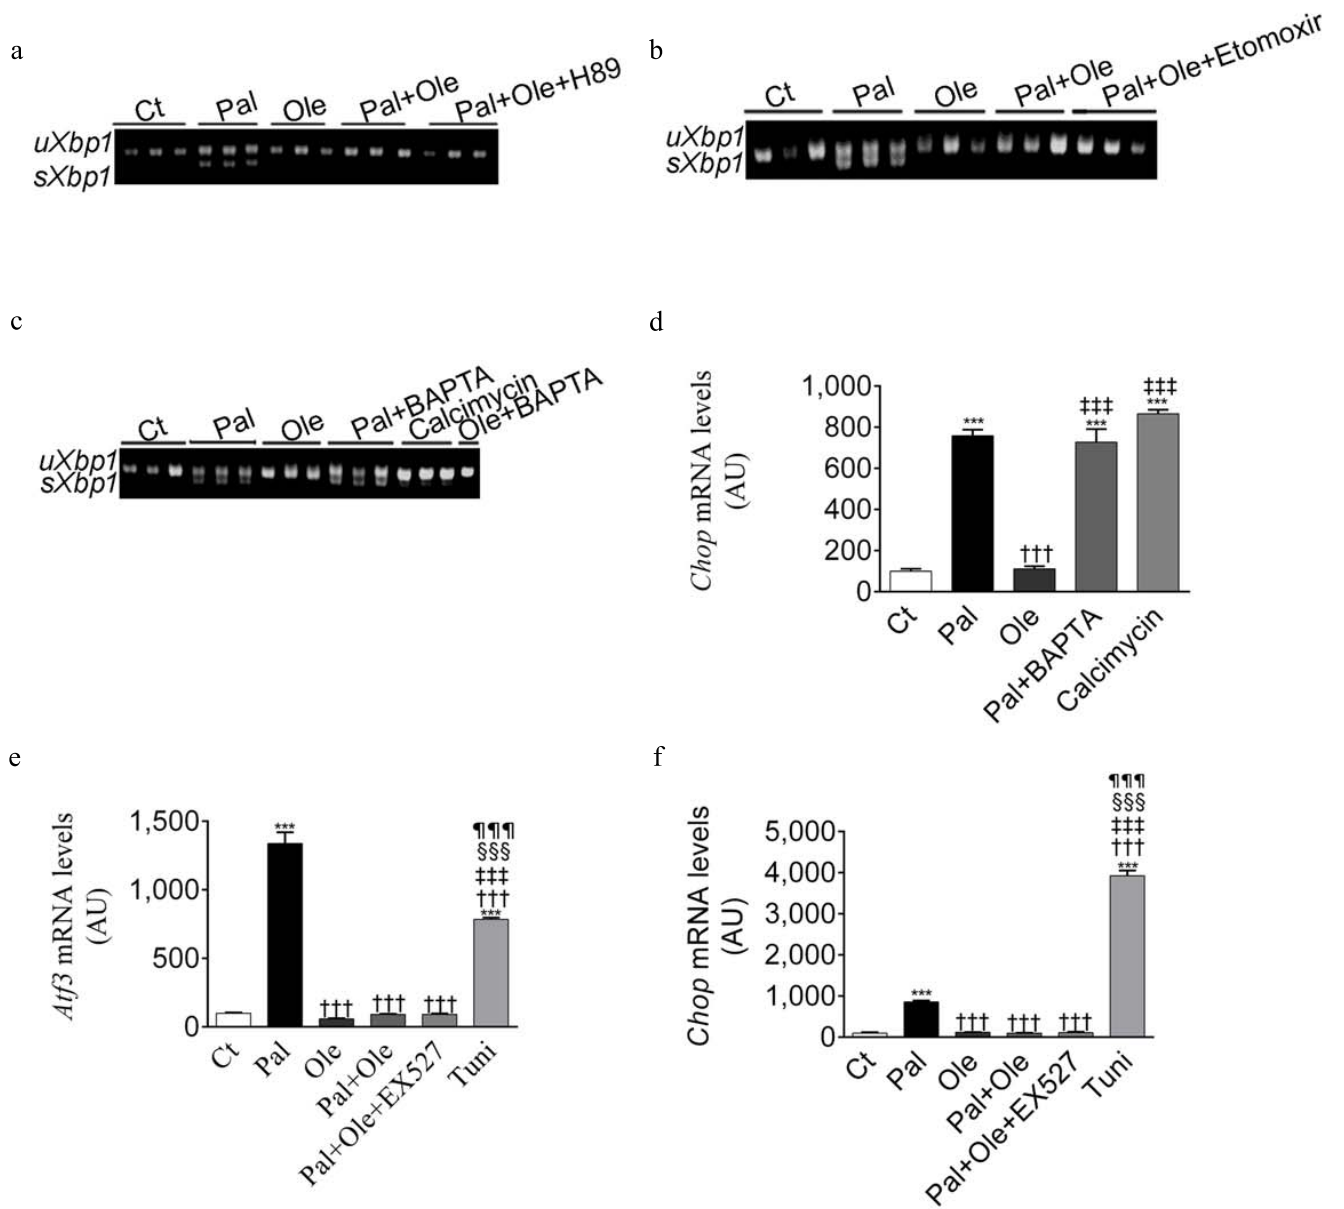 a
Ct Pal Ole Pal+Ole Pal+Ole+H89
uXbp1
sXbp1
b
Ct Pal Ole Pal+Ole Pal+Ole+Etomoxir
uXbp1
sXbp1
c
Ct Pal Ole Pal+BAPTA Calcimycin Ole+BAPTA
uXbp1
sXbp1
d
Chop mRNA levels
(AU)
1,000
800
600
400
200
0
***
†††
‡‡‡
***
‡‡‡
***
Ct Pal Ole Pal+BAPTA Calcimycin
e
Atf3 mRNA levels
(AU)
1,500
1,000
500
0
***
†††
†††
†††
¶¶¶
§§§
‡‡‡
†††
***
Ct Pal Ole Pal+Ole Pal+Ole+EX527 Tuni
f
Chop mRNA levels
(AU)
5,000
4,000
3,000
2,000
1,000
0
***
†††
†††
†††
¶¶¶
§§§
‡‡‡
†††
***
Ct Pal Ole Pal+Ole Pal+Ole+EX527 Tuni